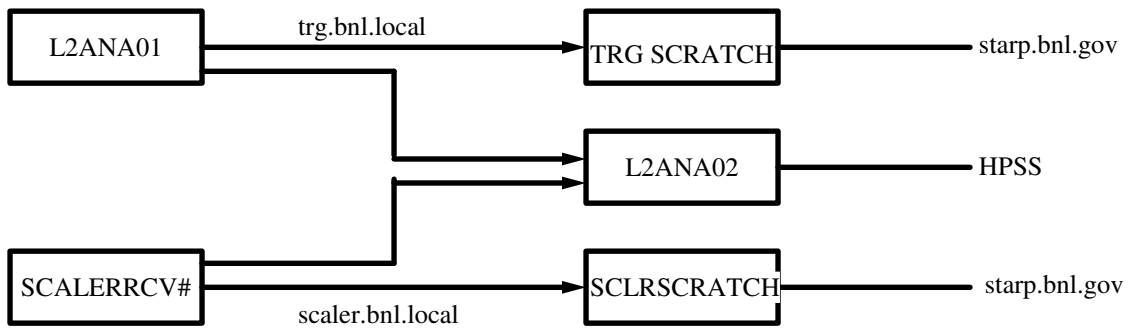 trg.bnl.local
L2ANA01
TRG SCRATCH
starp.bnl.gov
L2ANA02
HPSS
SCALERRCV#
SCLRSCRATCH
starp.bnl.gov
scaler.bnl.local